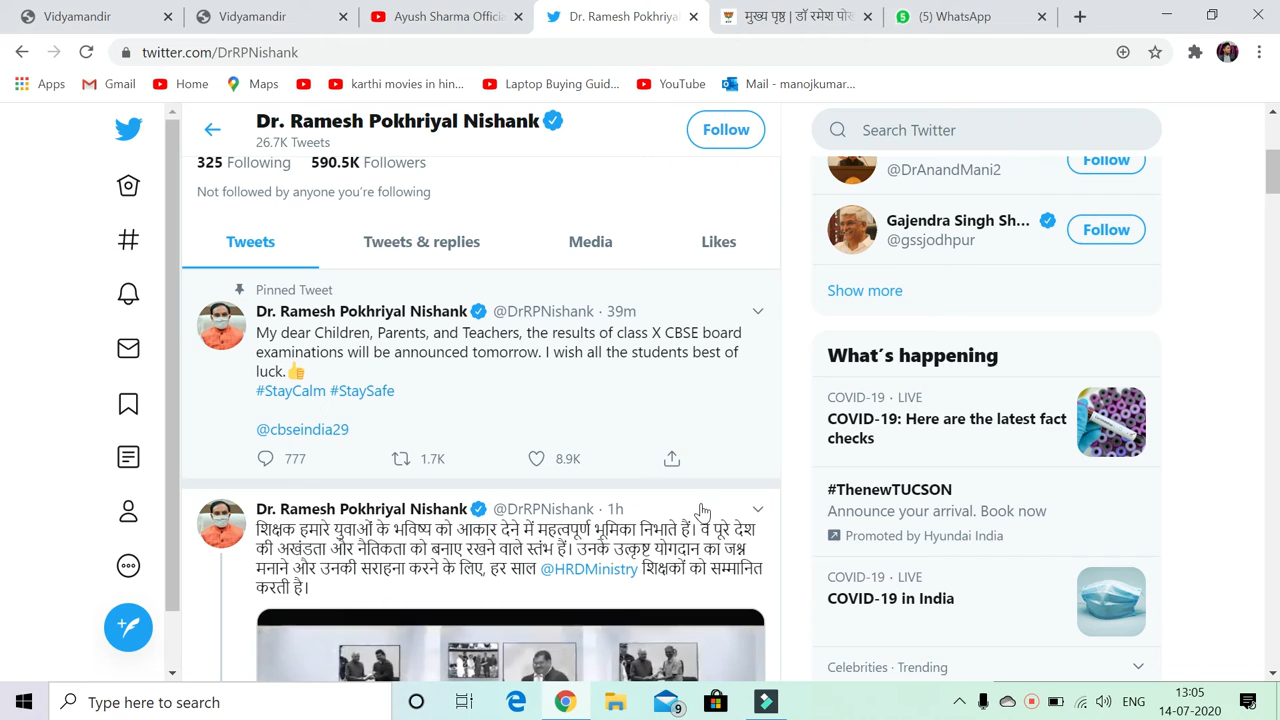 Vidyamandir
Vidyamandir
Ayush Sharma Officia
Dr. Ramesh Pokhriyal
मुख्य पृष्ठ | डॉ रमेश पोख
(5) WhatsApp
twitter.com/DrRPNishank
Apps
Gmail
Home
Maps
karthi movies in hin...
Laptop Buying Guid...
YouTube
Mail - manojkumar...
Dr. Ramesh Pokhriyal Nishank
26.7K Tweets
Follow
325 Following 590.5K Followers
Not followed by anyone you're following
Tweets
Tweets & replies
Media
Likes
Pinned Tweet
Dr. Ramesh Pokhriyal Nishank @DrRPNishank · 39m
My dear Children, Parents, and Teachers, the results of class X CBSE board
examinations will be announced tomorrow. I wish all the students best of
luck.👍
#StayCalm #StaySafe
@cbseindia29
777
1.7K
8.9K
Dr. Ramesh Pokhriyal Nishank @DrRPNishank · 1h
शिक्षक हमारे युवाओं के भविष्य को आकार देने में महत्वपूर्ण भूमिका निभाते हैं। वे पूरे देश
की अखंडता और नैतिकता को बनाए रखने वाले स्तंभ हैं। उनके उत्कृष्ट योगदान का जश्न
मनाने और उनकी सराहना करने के लिए, हर साल @HRDMinistry शिक्षकों को सम्मानित
करती है।
Search Twitter
@DrAnandMani2
Follow
Gajendra Singh Sh...
@gssjodhpur
Follow
Show more
What's happening
COVID-19 · LIVE
COVID-19: Here are the latest fact
checks
#ThenewTUCSON
Announce your arrival. Book now
Promoted by Hyundai India
COVID-19 · LIVE
COVID-19 in India
Celebrities · Trending
Type here to search
9
ENG
13:05
14-07-2020